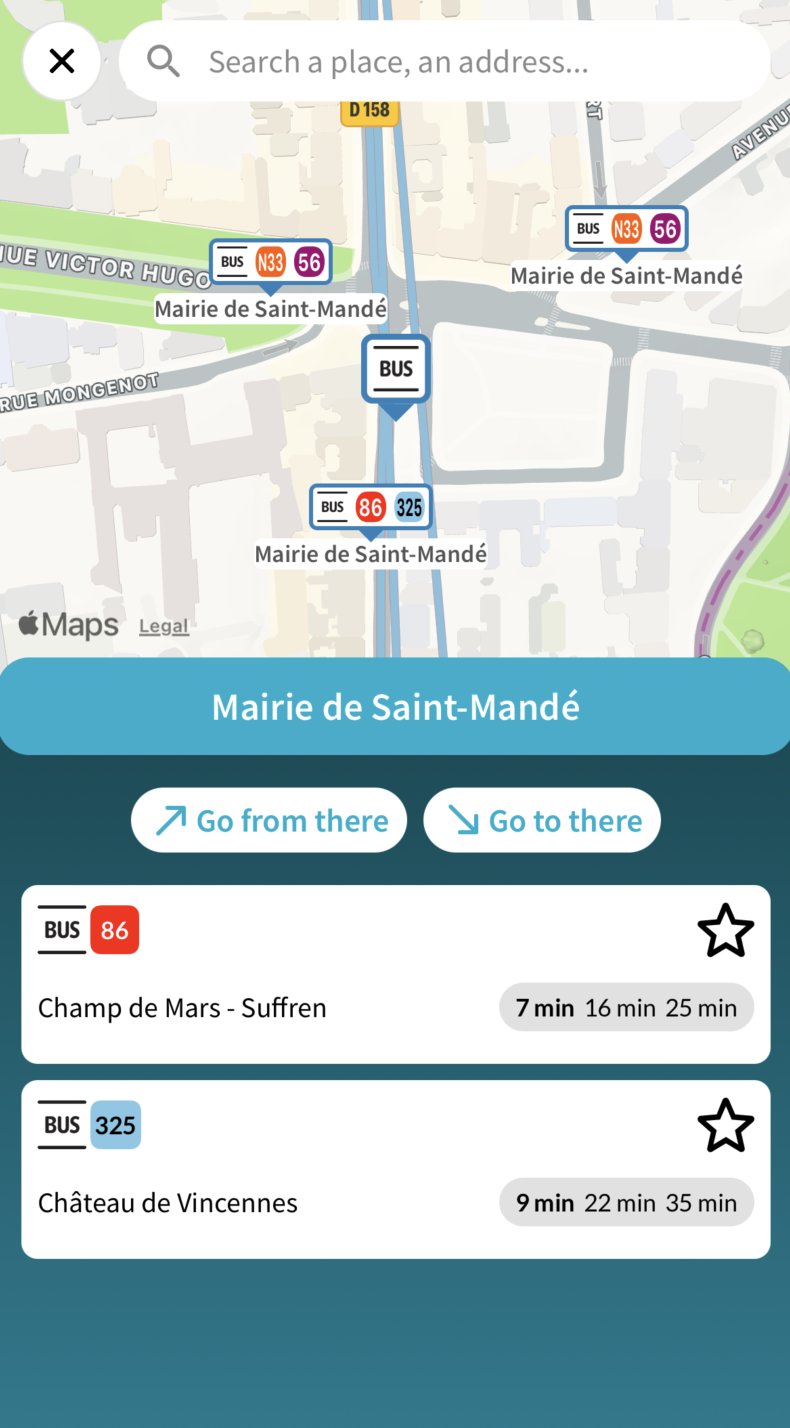 Search a place, an address...
D 158
RT
AVENU
BUS N33 56
Mairie de Saint-Mandé
BUS N33 56
Mairie de Saint-Mandé
NUE VICTOR HUGO
BUS
RUE MONGENOT
BUS 86 325
Mairie de Saint-Mandé
Maps Legal
Mairie de Saint-Mandé
Go from there
Go to there
BUS 86
Champ de Mars - Suffren
7 min 16 min 25 min
BUS 325
Château de Vincennes
9 min 22 min 35 min